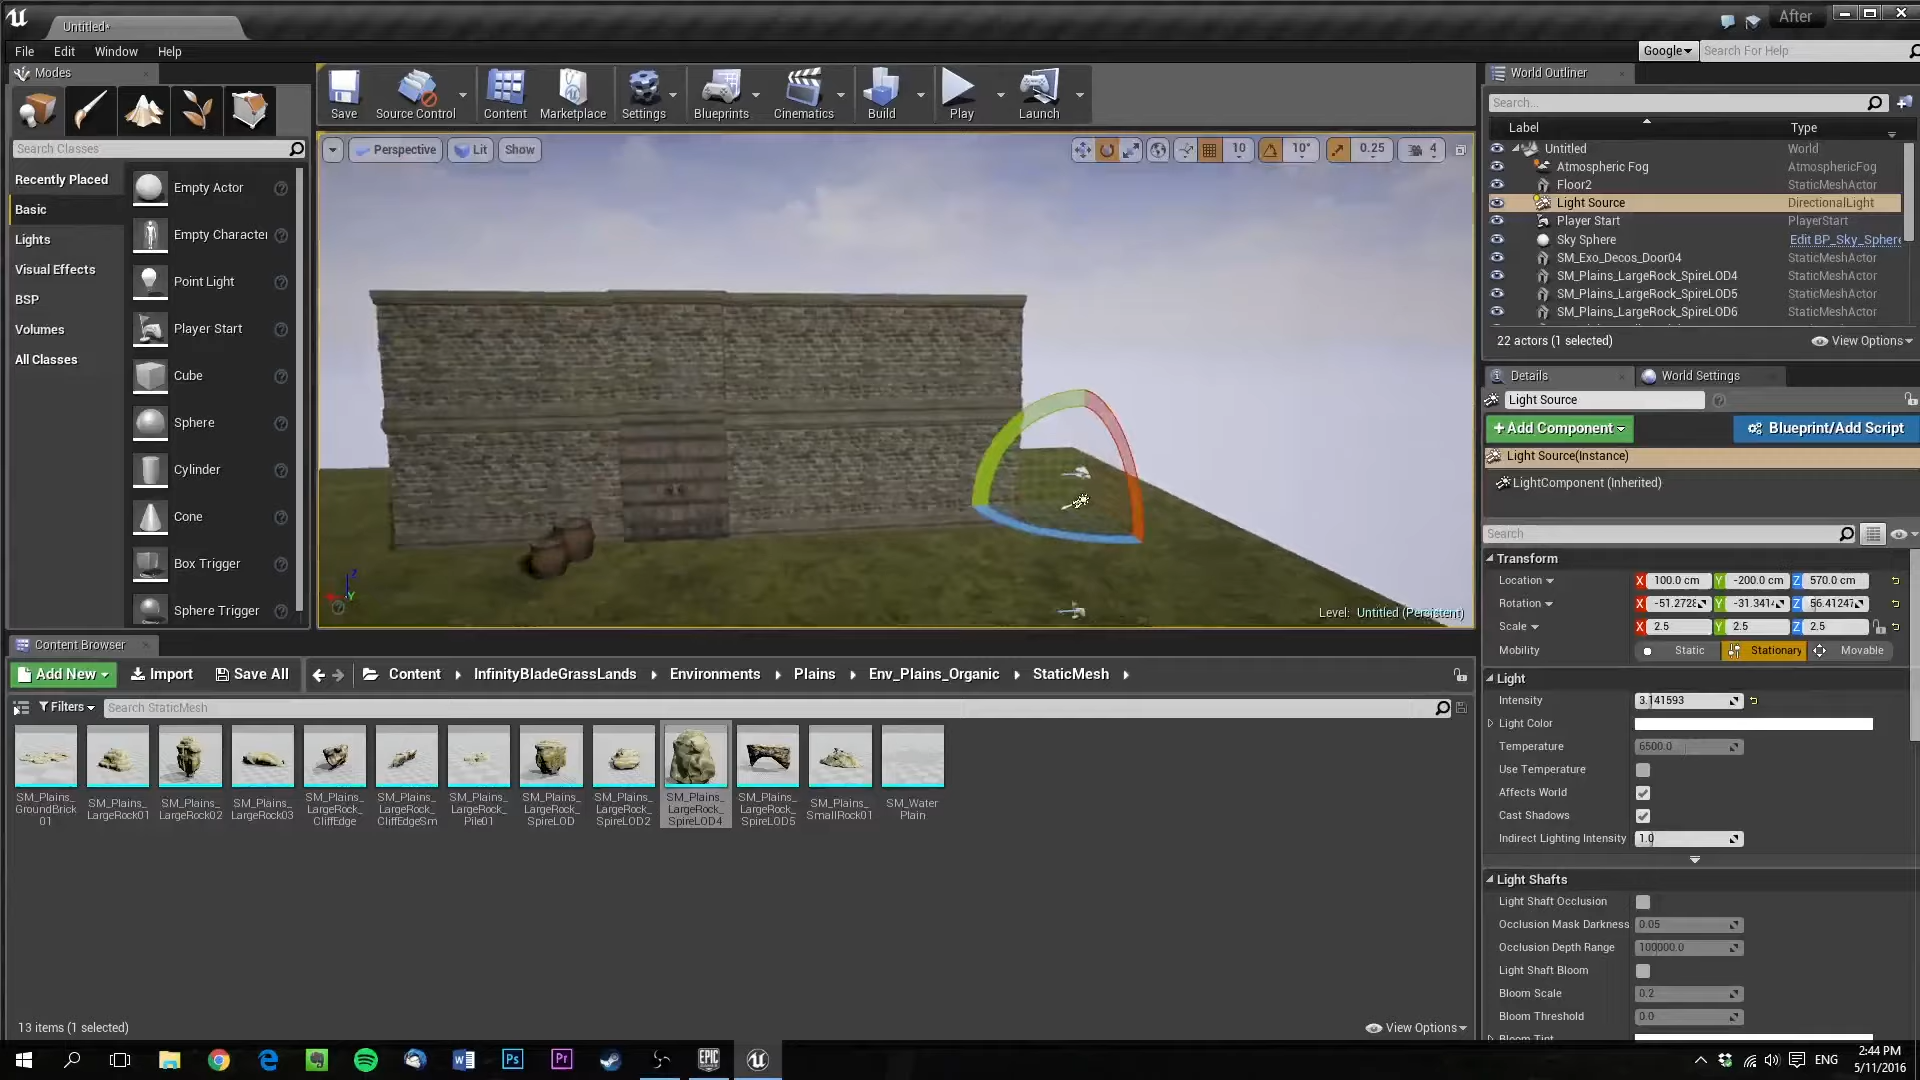 Untitled*
After
File Edit Window Help
Google
Search For Help
Modes
Search Classes
Recently Placed
Basic
Lights
Visual Effects
BSP
Volumes
All Classes
Empty Actor
Empty Character
Point Light
Player Start
Cube
Sphere
Cylinder
Cone
Box Trigger
Sphere Trigger
Save
Source Control
Content
Marketplace
Settings
Blueprints
Cinematics
Build
Play
Launch
Perspective
Lit
Show
10
10°
0.25
4
Level: Untitled (Persistent)
World Outliner
Search...
Label Type
Untitled World
Atmospheric Fog AtmosphericFog
Floor2 StaticMeshActor
Light Source DirectionalLight
Player Start PlayerStart
Sky Sphere Edit BP_Sky_Sphere
SM_Exo_Decos_Door04 StaticMeshActor
SM_Plains_LargeRock_SpireLOD4 StaticMeshActor
SM_Plains_LargeRock_SpireLOD5 StaticMeshActor
SM_Plains_LargeRock_SpireLOD6 StaticMeshActor
22 actors (1 selected)
View Options
Details
World Settings
Light Source
+Add Component
Blueprint/Add Script
Light Source(Instance)
LightComponent (Inherited)
Search
Transform
Location X 100.0 cm Y -200.0 cm Z 570.0 cm
Rotation X -51.2728 Y -31.3414 Z 56.41247
Scale X 2.5 Y 2.5 Z 2.5
Mobility Static Stationary Movable
Light
Intensity 3.141593
Light Color
Temperature 6500.0
Use Temperature
Affects World
Cast Shadows
Indirect Lighting Intensity 1.0
Light Shafts
Light Shaft Occlusion
Occlusion Mask Darkness 0.05
Occlusion Depth Range 100000.0
Light Shaft Bloom
Bloom Scale 0.2
Bloom Threshold 0.0
Bloom Tint
Content Browser
Add New
Import
Save All
Content InfinityBladeGrassLands Environments Plains Env_Plains_Organic StaticMesh
Filters
Search StaticMesh
SM_Plains_GroundBrick01
SM_Plains_LargeRock01
SM_Plains_LargeRock02
SM_Plains_LargeRock03
SM_Plains_LargeRock_CliffEdge
SM_Plains_LargeRock_CliffEdgeSm
SM_Plains_LargeRock_Pile01
SM_Plains_LargeRock_SpireLOD
SM_Plains_LargeRock_SpireLOD2
SM_Plains_LargeRock_SpireLOD4
SM_Plains_LargeRock_SpireLOD5
SM_Plains_SmallRock01
SM_Water Plain
13 items (1 selected)
View Options
ENG
2:44 PM
5/11/2016